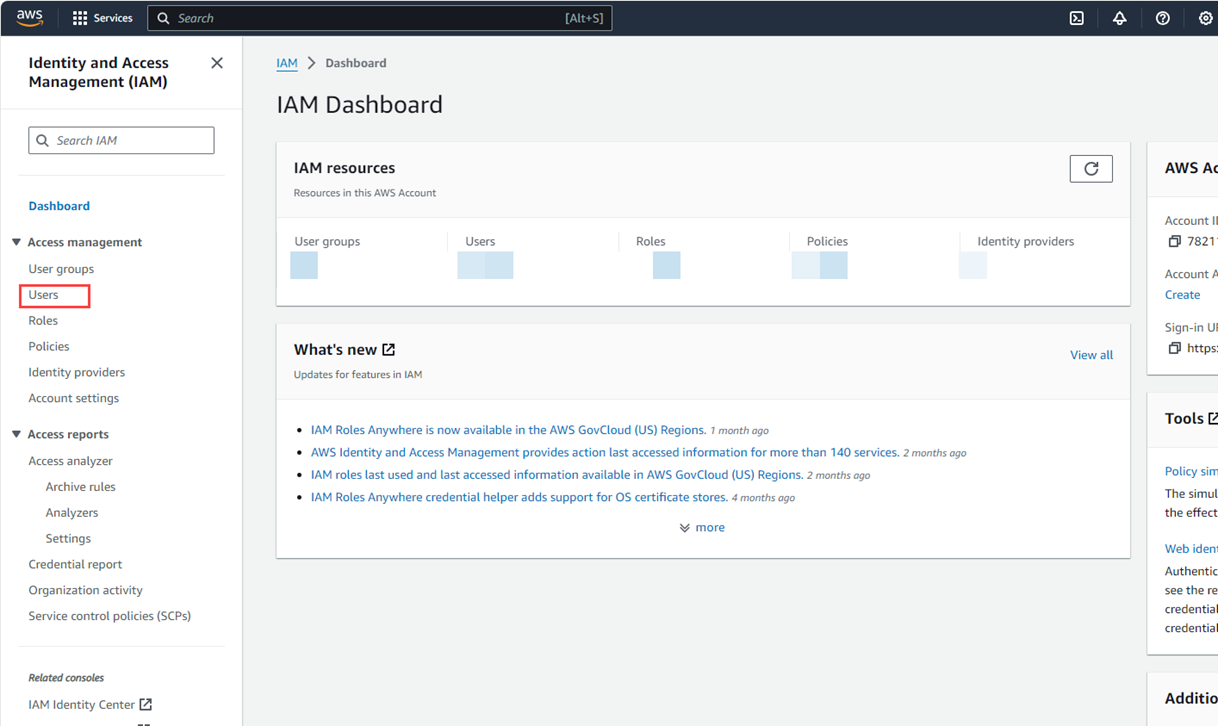 aws
Services
Search
[Alt+S]
Identity and Access
Management (IAM)
Search IAM
Dashboard
Access management
User groups
Users
Roles
Policies
Identity providers
Account settings
Access reports
Access analyzer
Archive rules
Analyzers
Settings
Credential report
Organization activity
Service control policies (SCPs)
Related consoles
IAM Identity Center
IAM
Dashboard
IAM Dashboard
IAM resources
Resources in this AWS Account
User groups
Users
Roles
Policies
Identity providers
What's new
Updates for features in IAM
View all
IAM Roles Anywhere is now available in the AWS GovCloud (US) Regions. 1 month ago
AWS Identity and Access Management provides action last accessed information for more than 140 services. 2 months ago
IAM roles last used and last accessed information available in AWS GovCloud (US) Regions. 2 months ago
IAM Roles Anywhere credential helper adds support for OS certificate stores. 4 months ago
more
AWS Ac
Account I
7821
Account A
Create
Sign-in U
https:
Tools
Policy sim
The simul
the effect
Web ident
Authentic
see the re
credential
credential
Additio